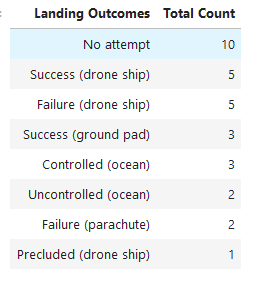 Landing Outcomes Total Count
No attempt 10
Success (drone ship) 5
Failure (drone ship) 5
Success (ground pad) 3
Controlled (ocean) 3
Uncontrolled (ocean) 2
Failure (parachute) 2
Precluded (drone ship) 1